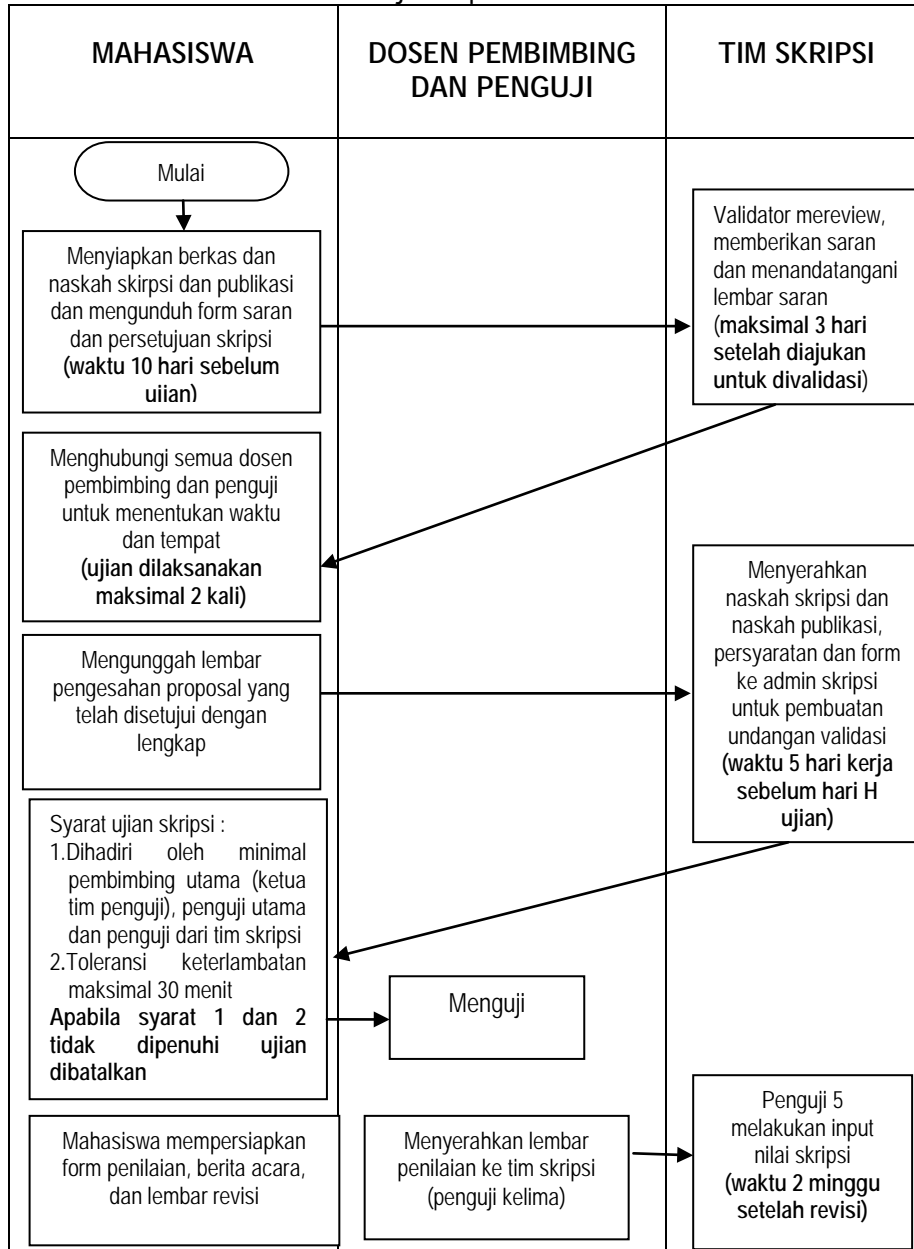 MAHASISWA
DOSEN PEMBIMBING
DAN PENGUJI
TIM SKRIPSI
Mulai
Menyiapkan berkas dan
naskah skirpsi dan publikasi
dan mengunduh form saran
dan persetujuan skripsi
(waktu 10 hari sebelum
ujian)
Validator mereview,
memberikan saran
dan menandatangani
lembar saran
(maksimal 3 hari
setelah diajukan
untuk divalidasi)
Menghubungi semua dosen
pembimbing dan penguji
untuk menentukan waktu
dan tempat
(ujian dilaksanakan
maksimal 2 kali)
Mengunggah lembar
pengesahan proposal yang
telah disetujui dengan
lengkap
Menyerahkan
naskah skripsi dan
naskah publikasi,
persyaratan dan form
ke admin skripsi
untuk pembuatan
undangan validasi
(waktu 5 hari kerja
sebelum hari H
ujian)
Syarat ujian skripsi :
1.Dihadiri oleh minimal
pembimbing utama (ketua
tim penguji), penguji utama
dan penguji dari tim skripsi
2.Toleransi keterlambatan
maksimal 30 menit
Apabila syarat 1 dan 2
tidak dipenuhi ujian
dibatalkan
Menguji
Mahasiswa mempersiapkan
form penilaian, berita acara,
dan lembar revisi
Menyerahkan lembar
penilaian ke tim skripsi
(penguji kelima)
Penguji 5
melakukan input
nilai skripsi
(waktu 2 minggu
setelah revisi)